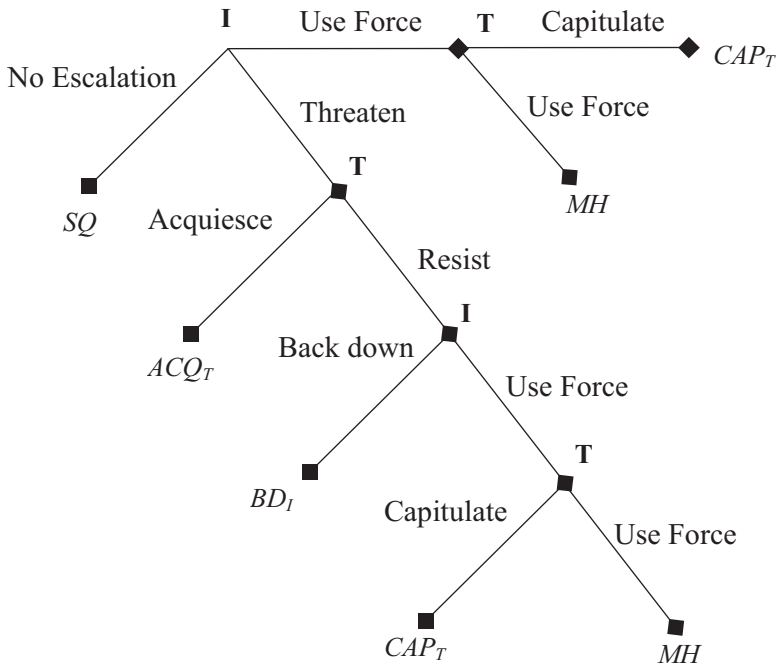 I Use Force T Capitulate
CAP_T
No Escalation
Threaten
Use Force
T
SQ
MH
Acquiesce
Resist
I
ACQ_T
Back down
Use Force
T
BD_I
Capitulate
Use Force
CAP_T
MH